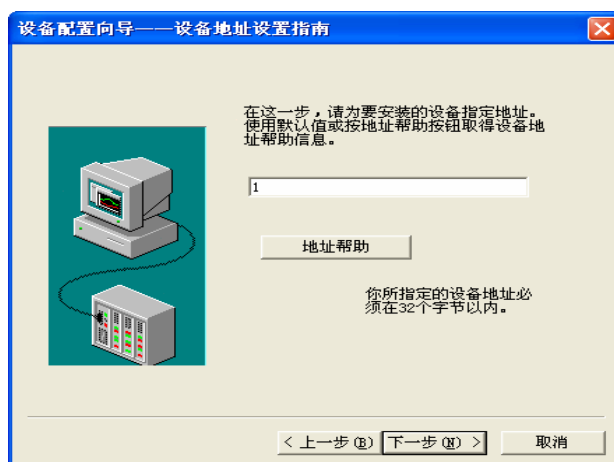 设备配置向导——设备地址设置指南
在这一步，请为要安装的设备指定地址。
使用默认值或按地址帮助按钮取得设备地
址帮助信息。
1
地址帮助
你所指定的设备地址必
须在32个字节以内。
< 上一步(B) 下一步(N) > 取消